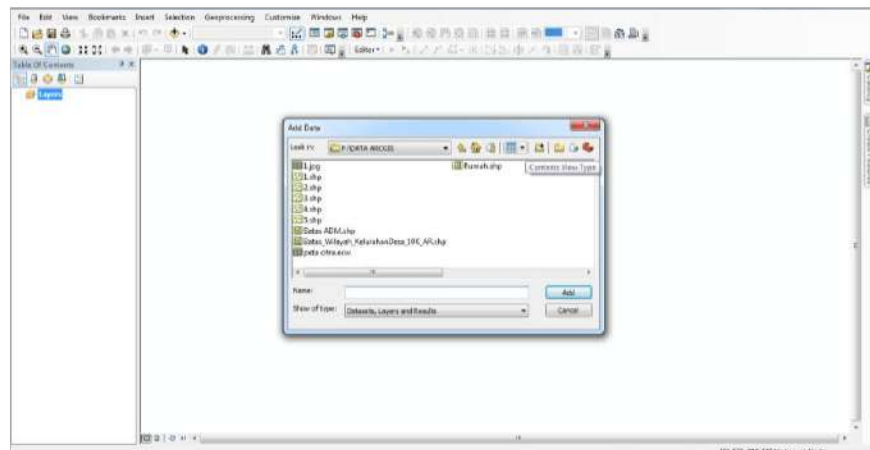 File Edit View Bookmarks Insert Selection Geoprocessing Customize Windows Help
Editor
Table Of Contents
Layers
Add Data
Look in: F:\DATA ARCGIS
Contents View Type
1.jpg
1.shp
2.shp
3.shp
4.shp
5.shp
Batas ADM.shp
Batas_Wilayah_KelurahanDesa_10K_AR.shp
peta citra.ecw
Rumah.shp
Name:
Add
Show of type: Datasets, Layers and Results
Cancel